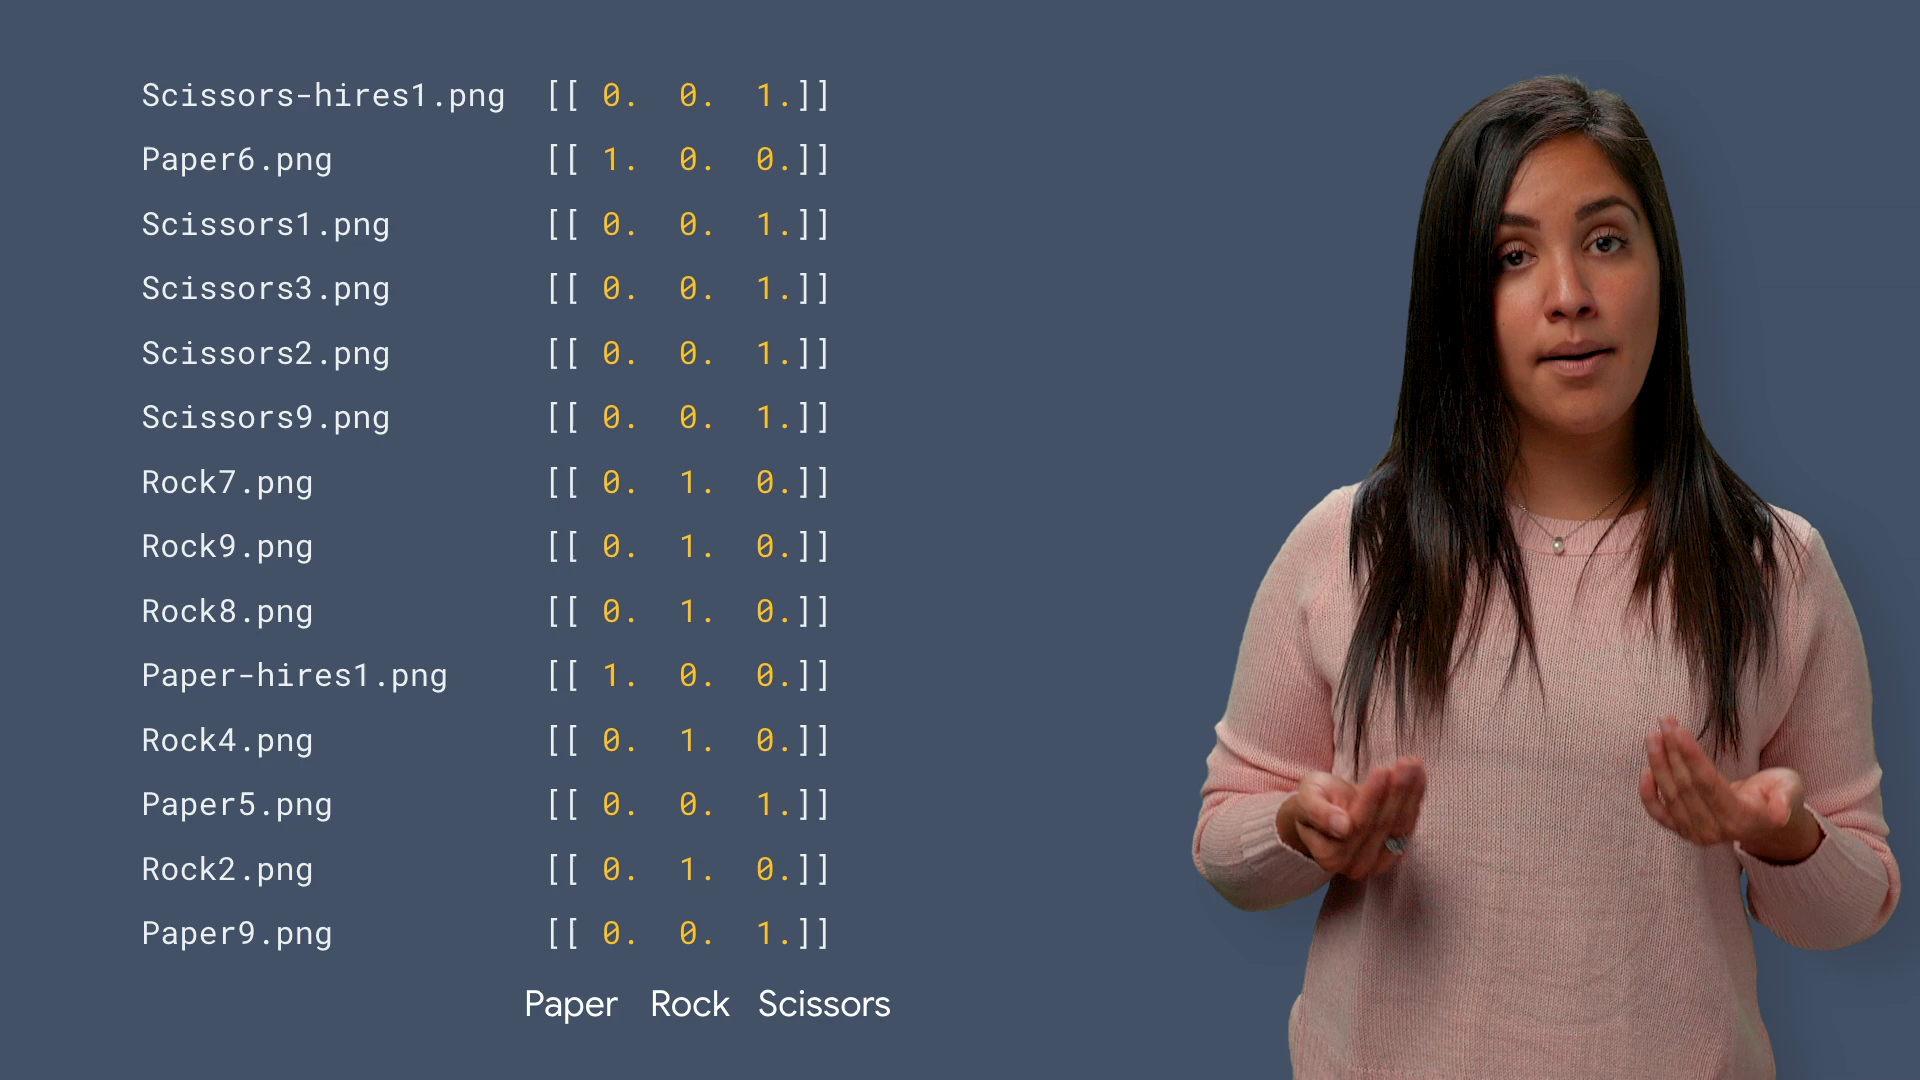 Scissors-hires1.png [[ 0. 0. 1.]]
Paper6.png [[ 1. 0. 0.]]
Scissors1.png [[ 0. 0. 1.]]
Scissors3.png [[ 0. 0. 1.]]
Scissors2.png [[ 0. 0. 1.]]
Scissors9.png [[ 0. 0. 1.]]
Rock7.png [[ 0. 1. 0.]]
Rock9.png [[ 0. 1. 0.]]
Rock8.png [[ 0. 1. 0.]]
Paper-hires1.png [[ 1. 0. 0.]]
Rock4.png [[ 0. 1. 0.]]
Paper5.png [[ 0. 0. 1.]]
Rock2.png [[ 0. 1. 0.]]
Paper9.png [[ 0. 0. 1.]]
Paper Rock Scissors